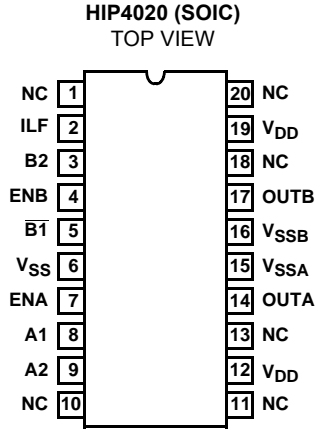 HIP4020 (SOIC)
TOP VIEW
NC 1 20 NC
ILF 2 19 VDD
B2 3 18 NC
ENB 4 17 OUTB
B1 5 16 VSSB
VSS 6 15 VSSA
ENA 7 14 OUTA
A1 8 13 NC
A2 9 12 VDD
NC 10 11 NC